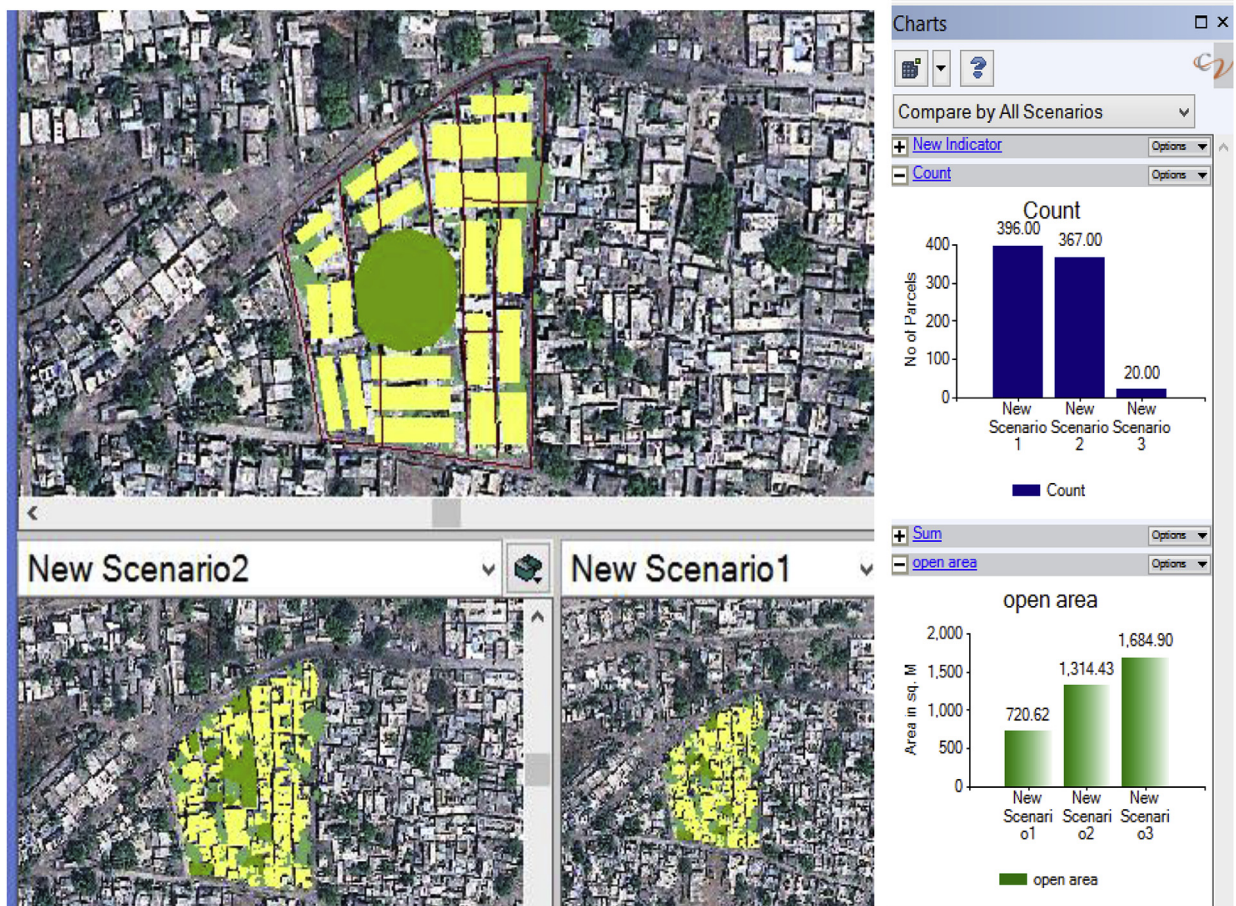 Charts
Compare by All Scenarios
New Indicator
Options
Count
Options
Count
396.00
367.00
20.00
400
300
200
100
0
No of Parcels
New Scenario 1
New Scenario 2
New Scenario 3
Count
Sum
Options
open area
Options
open area
2,000
1,500
1,000
500
0
Area in sq. M
720.62
1,314.43
1,684.90
New Scenari o1
New Scenari o2
New Scenari o3
open area
New Scenario2
New Scenario1